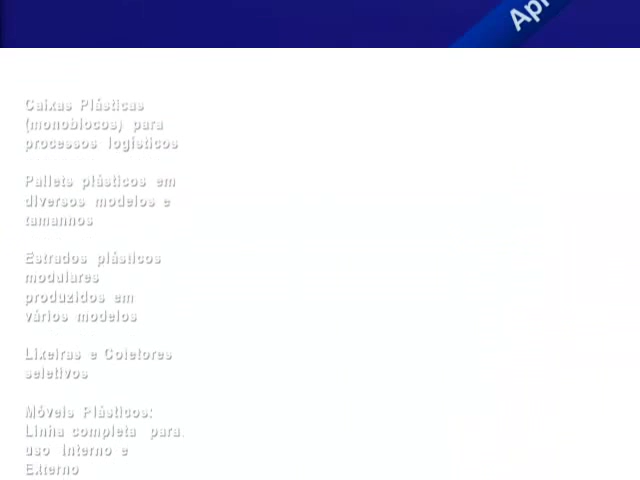 Apr
Caixas Plásticas
(monoblocos) para
processos logísticos
Pallets plásticos em
diversos modelos e
tamanhos
Estrados plásticos
modulares
produzidos em
vários modelos
Lixeiras e Coletores
seletivos
Móveis Plásticos:
Linha completa para
uso Interno e
Externo